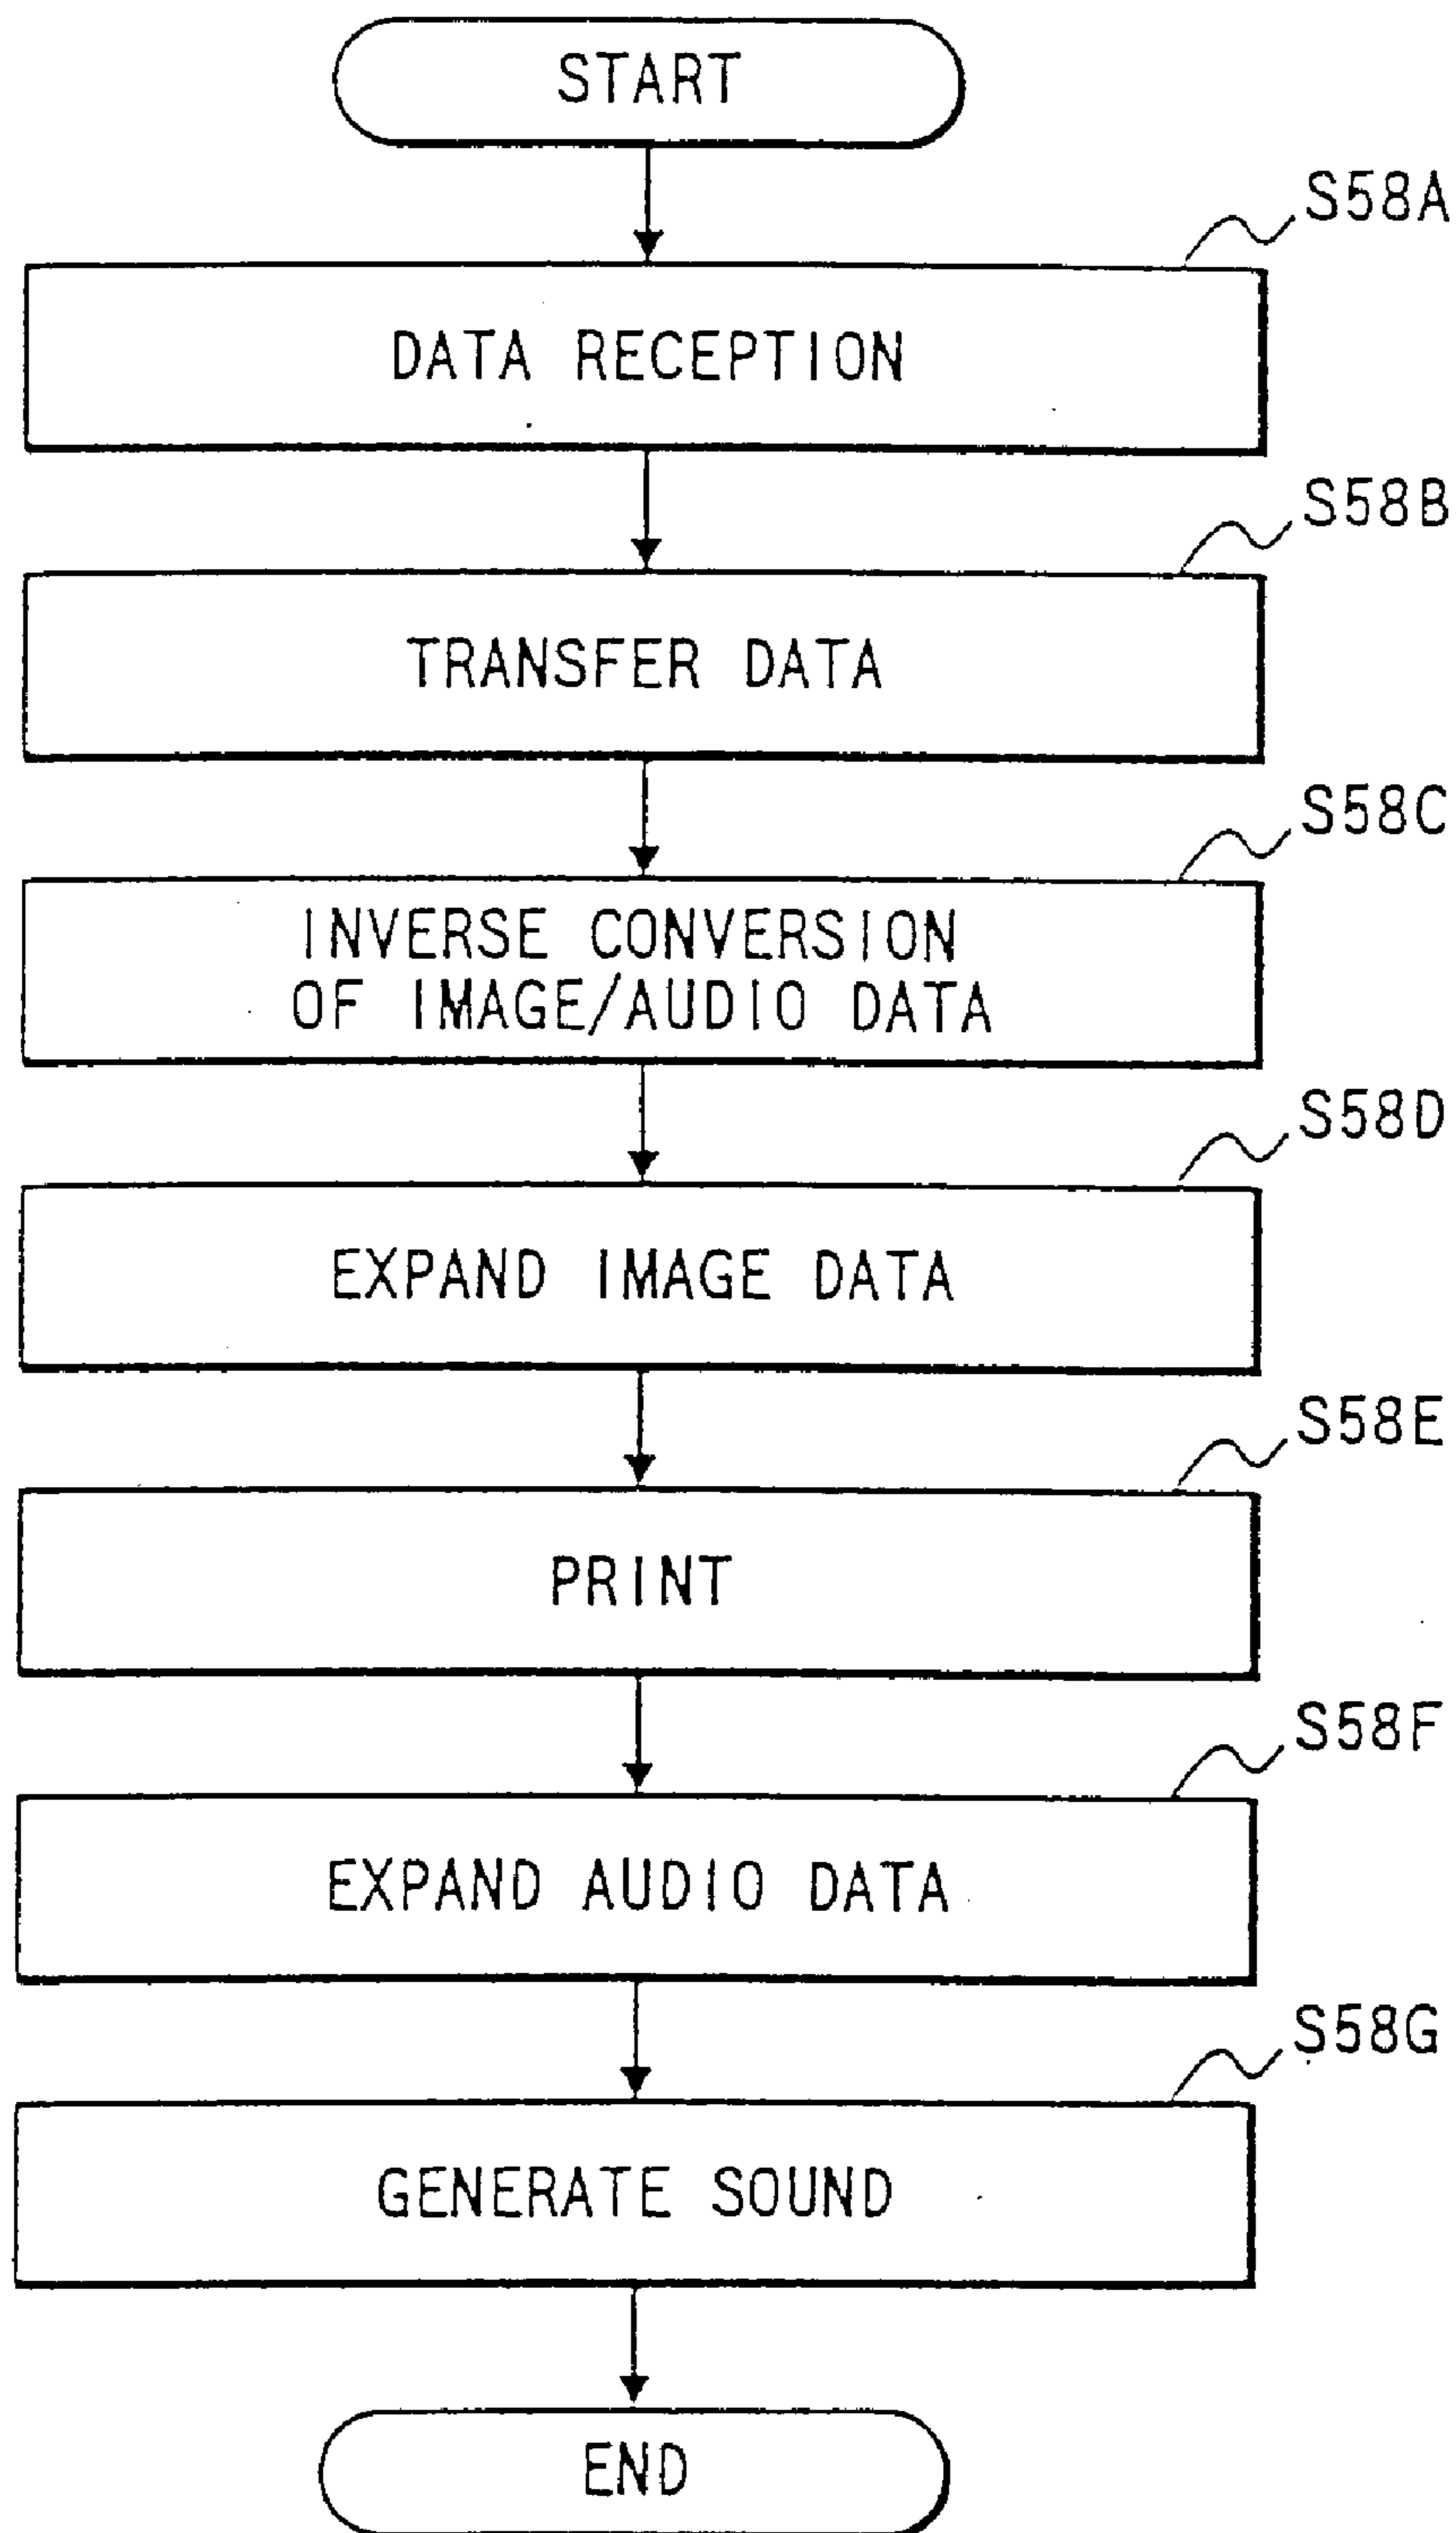 START
S58A
DATA RECEPTION
S58B
TRANSFER DATA
S58C
INVERSE CONVERSION
OF IMAGE/AUDIO DATA
S58D
EXPAND IMAGE DATA
S58E
PRINT
S58F
EXPAND AUDIO DATA
S58G
GENERATE SOUND
END